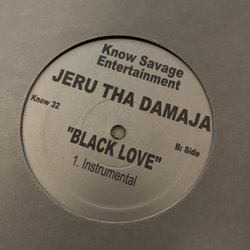 Know Savage
Entertainment
JERU THA DAMAJA
Know 32
B: Side
"BLACK LOVE"
1. Instrumental